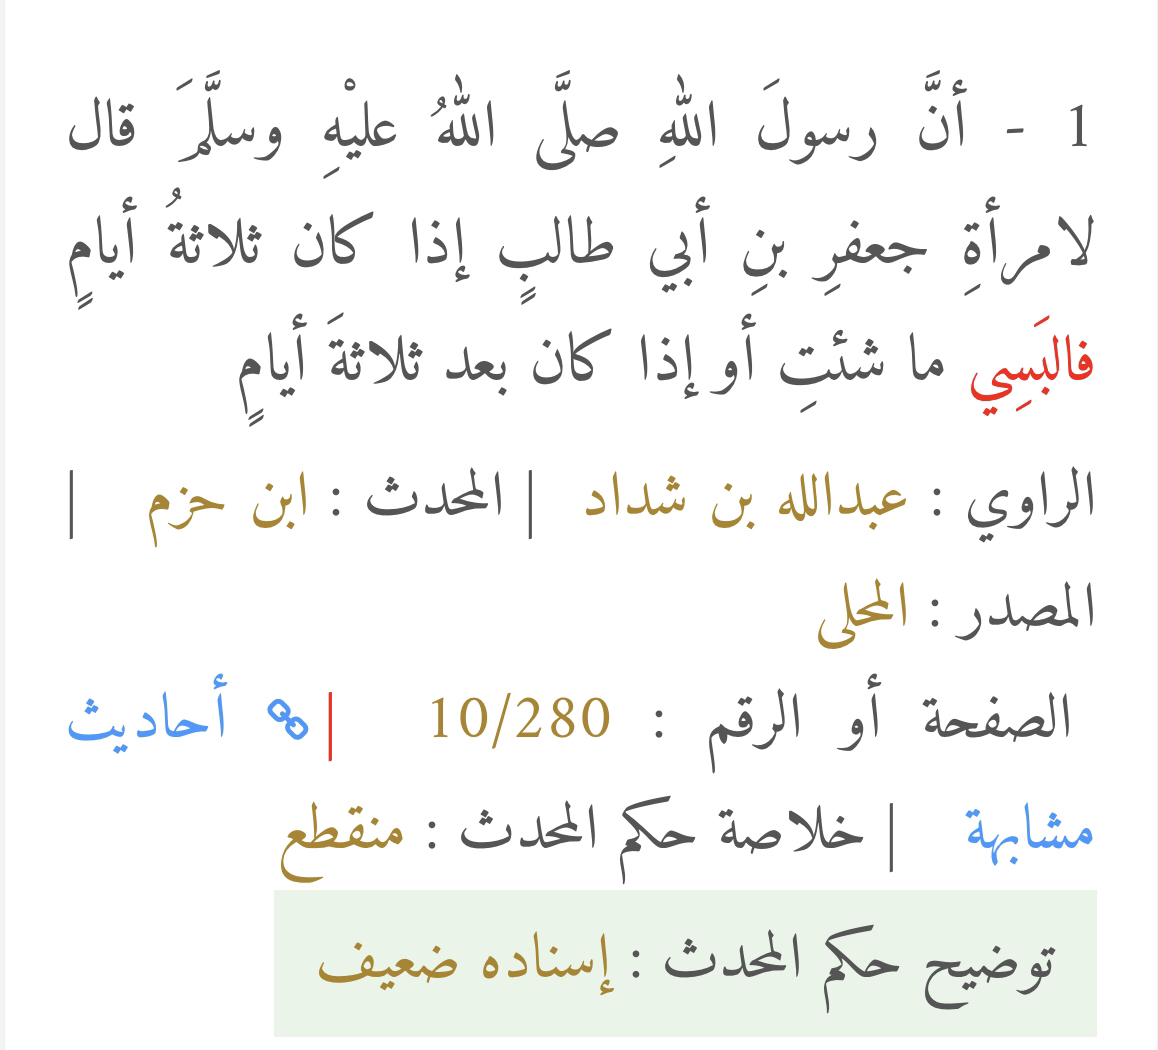 1 - أنَّ رسولَ اللهِ صلَّى اللهُ عليْهِ وسلَّمَ قال
لامرأةِ جعفرِ بنِ أبي طالبٍ إذا كان ثلاثةُ أيامٍ
فالبَسِي ما شئتِ أو إذا كان بعد ثلاثةَ أيامٍ
الراوي : عبدالله بن شداد | المحدث : ابن حزم |
المصدر : المحلى
الصفحة أو الرقم : 10/280 | أحاديث
مشابهة | خلاصة حكم المحدث : منقطع
توضيح حكم المحدث : إسناده ضعيف